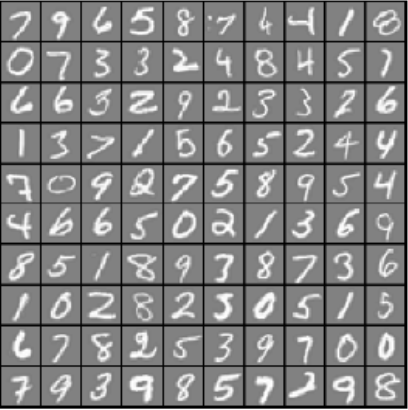 7 9 6 5 8 7 4 4 1 8
0 7 3 3 2 4 8 4 5 1
6 6 3 2 9 2 3 3 2 6
1 3 7 1 5 6 5 2 4 4
7 0 9 2 7 5 8 9 5 4
4 6 6 5 0 2 1 3 6 9
8 5 1 8 9 3 8 7 3 6
1 0 2 8 2 5 0 5 1 5
6 7 8 2 5 3 9 7 0 0
7 9 3 9 8 5 7 2 9 8